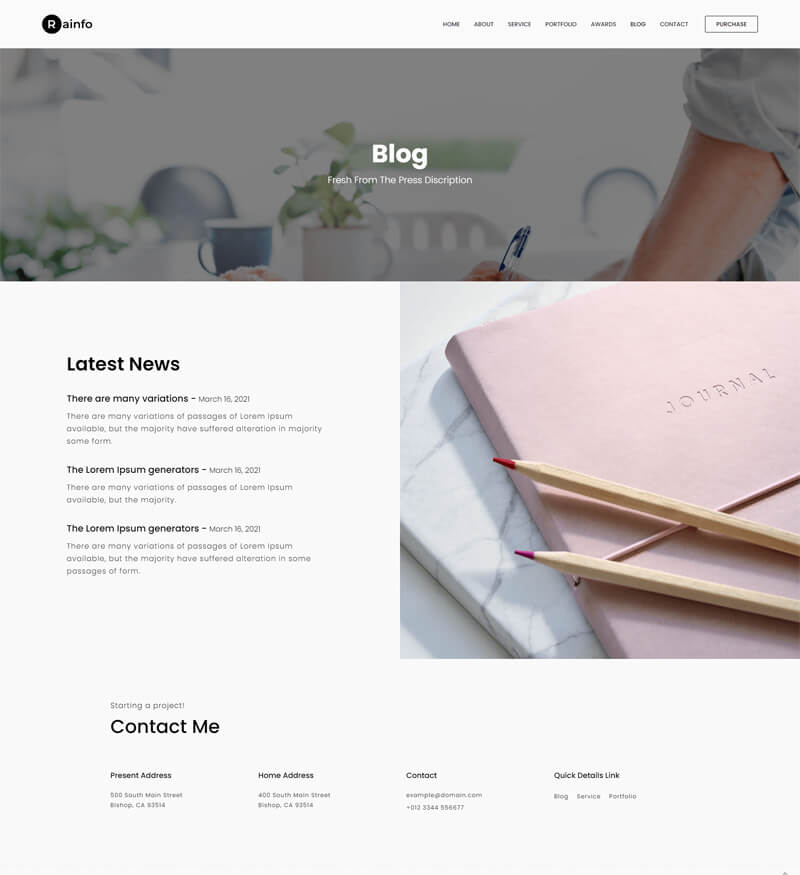 Rainfo
HOME ABOUT SERVICE PORTFOLIO AWARDS BLOG CONTACT PURCHASE
Blog
Fresh From The Press Discription
Latest News
There are many variations - March 16, 2021
There are many variations of passages of Lorem Ipsum
available, but the majority have suffered alteration in majority
some form.
The Lorem Ipsum generators - March 16, 2021
There are many variations of passages of Lorem Ipsum
available, but the majority.
The Lorem Ipsum generators - March 16, 2021
There are many variations of passages of Lorem Ipsum
available, but the majority have suffered alteration in some
passages of form.
JOURNAL
Starting a project!
Contact Me
Present Address
500 South Main Street
Bishop, CA 93514
Home Address
400 South Main Street
Bishop, CA 93514
Contact
example@domain.com
+012 3344 556677
Quick Details Link
Blog Service Portfolio